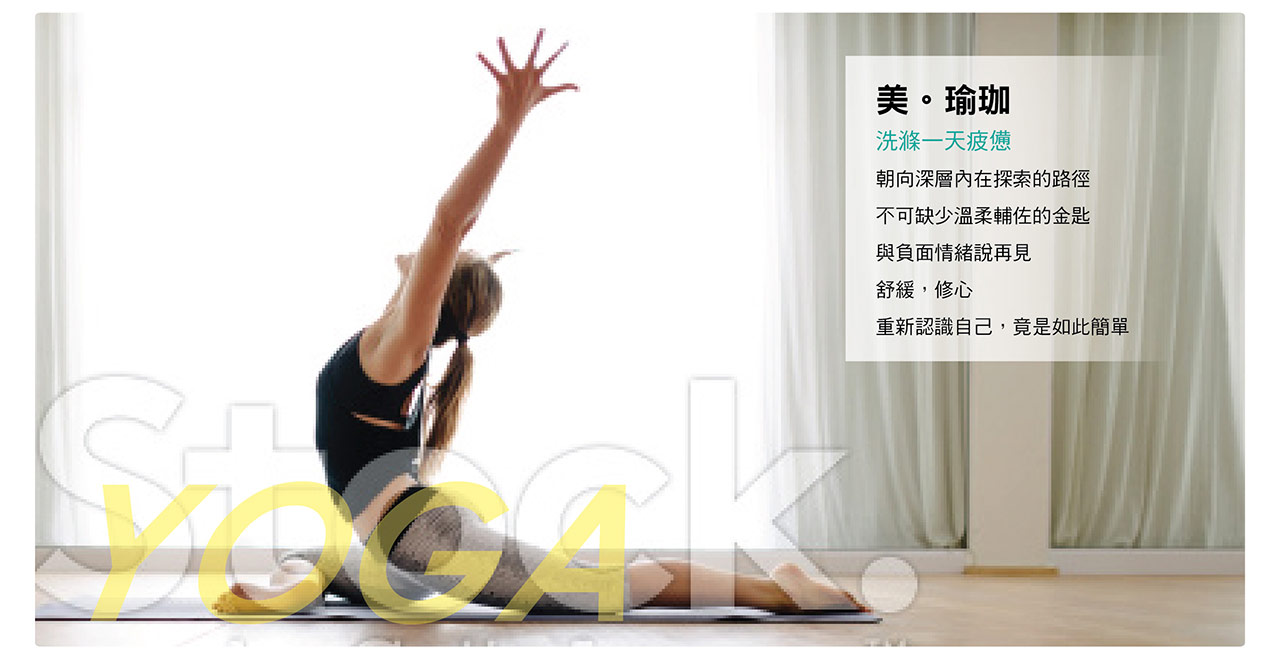 美。瑜珈
洗滌一天疲憊
朝向深層內在探索的路徑
不可缺少溫柔輔佐的金匙
與負面情緒說再見
舒緩，修心
重新認識自己，竟是如此簡單
Stock.
YOGA